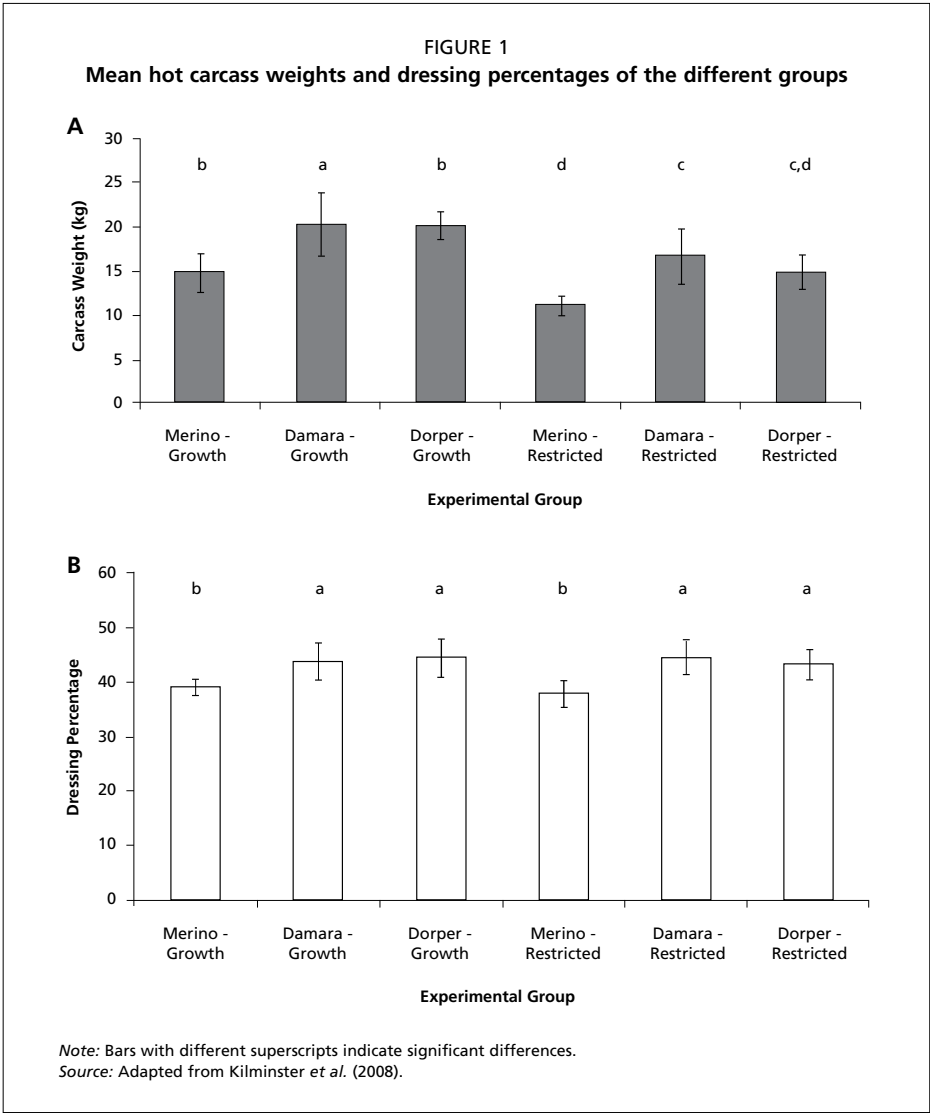 FIGURE 1
Mean hot carcass weights and dressing percentages of the different groups
A
Carcass Weight (kg)
30
25
20
15
10
5
0
b a b d c c,d
Merino - Growth
Damara - Growth
Dorper - Growth
Merino - Restricted
Damara - Restricted
Dorper - Restricted
Experimental Group
B
Dressing Percentage
60
50
40
30
20
10
0
b a a b a a
Merino - Growth
Damara - Growth
Dorper - Growth
Merino - Restricted
Damara - Restricted
Dorper - Restricted
Experimental Group
Note: Bars with different superscripts indicate significant differences.
Source: Adapted from Kilminster et al. (2008).